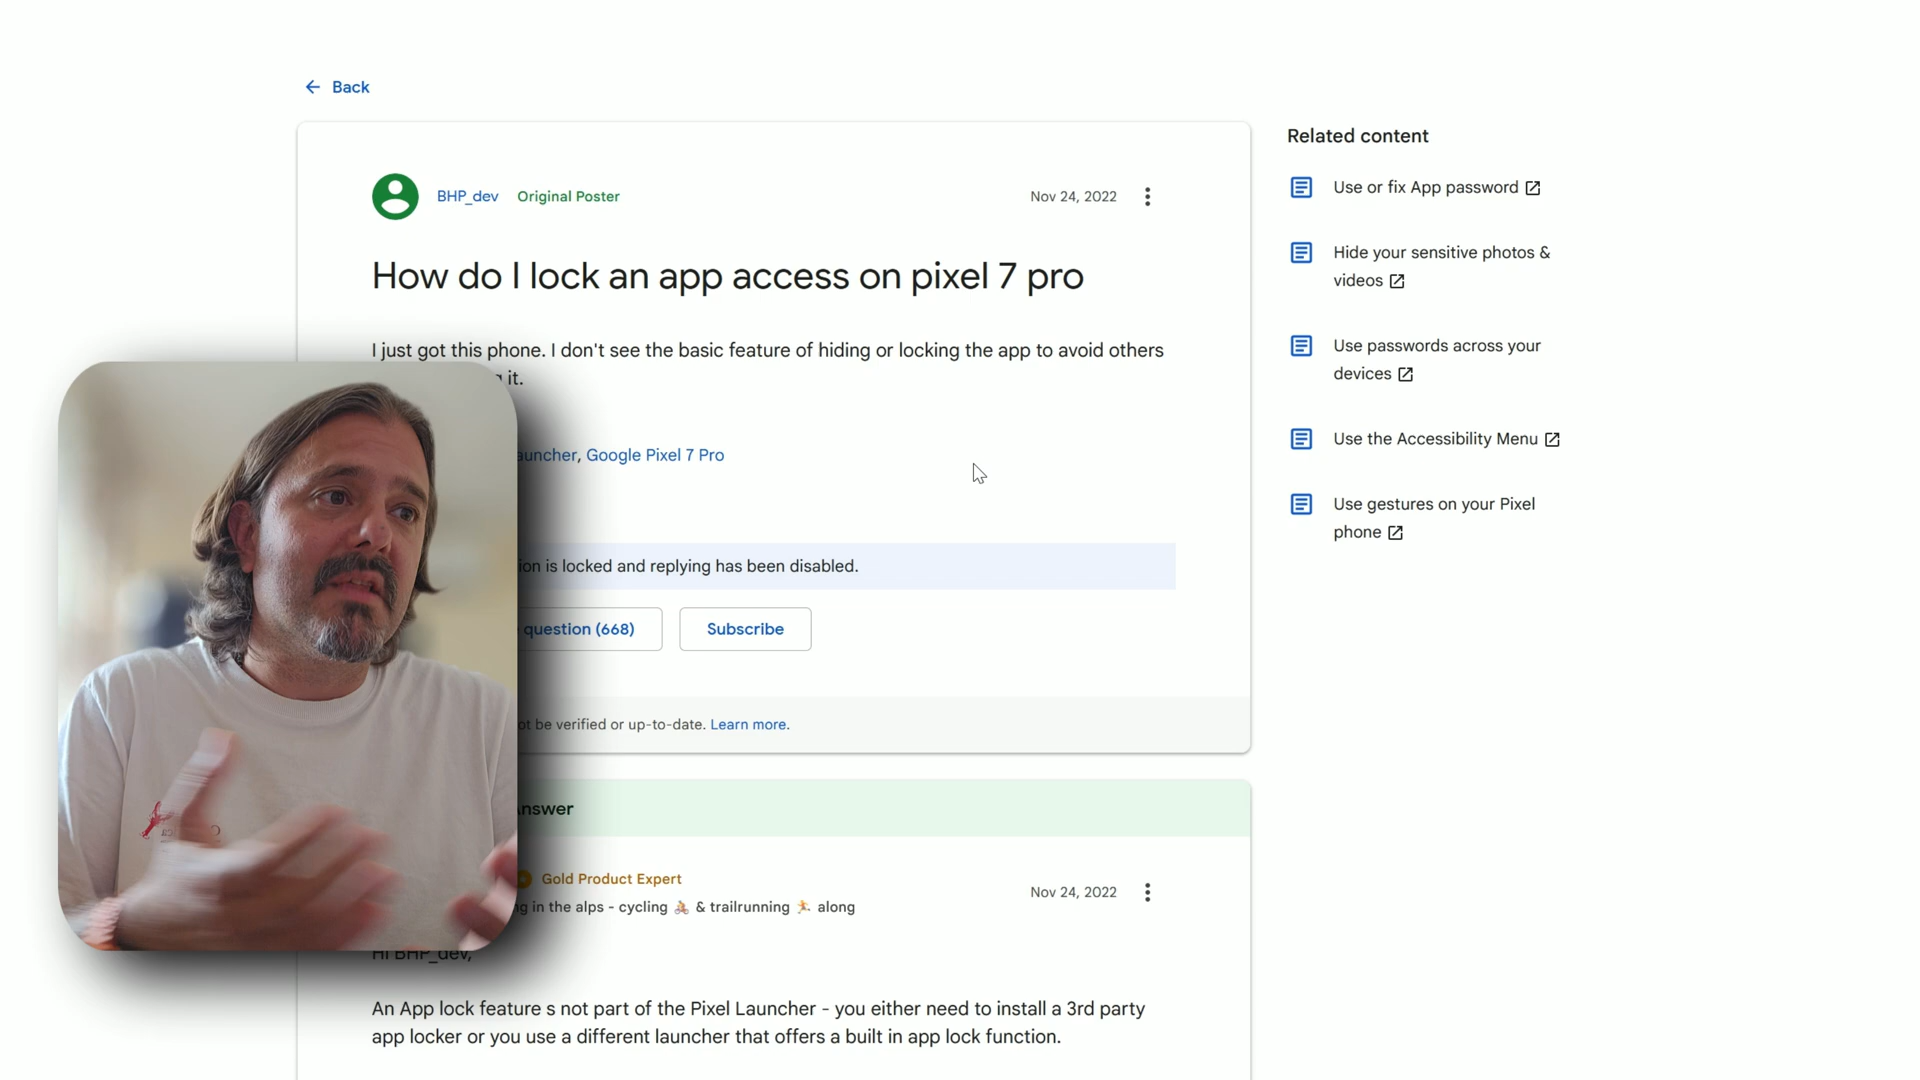 Back
BHP_dev Original Poster
Nov 24, 2022
How do I lock an app access on pixel 7 pro
I just got this phone. I don't see the basic feature of hiding or locking the app to avoid others
it.
auncher, Google Pixel 7 Pro
ion is locked and replying has been disabled.
question (668)
Subscribe
ot be verified or up-to-date. Learn more.
Answer
Gold Product Expert
Nov 24, 2022
g in the alps - cycling 🚴 & trailrunning 🏃 along
Hi BHP_dev,
An App lock feature s not part of the Pixel Launcher - you either need to install a 3rd party
app locker or you use a different launcher that offers a built in app lock function.
Related content
Use or fix App password
Hide your sensitive photos &
videos
Use passwords across your
devices
Use the Accessibility Menu
Use gestures on your Pixel
phone